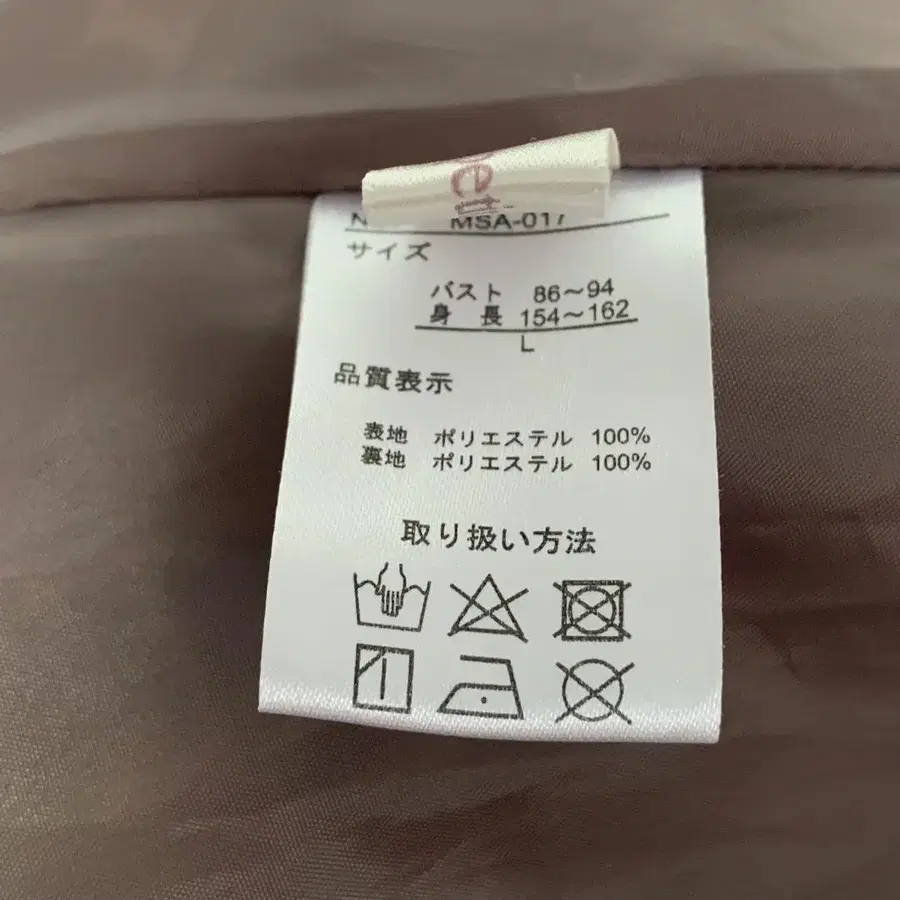 MSA-017
サイズ
バスト 86～94
身 長 154～162
L
品質表示
表地 ポリエステル 100%
裏地 ポリエステル 100%
取り扱い方法